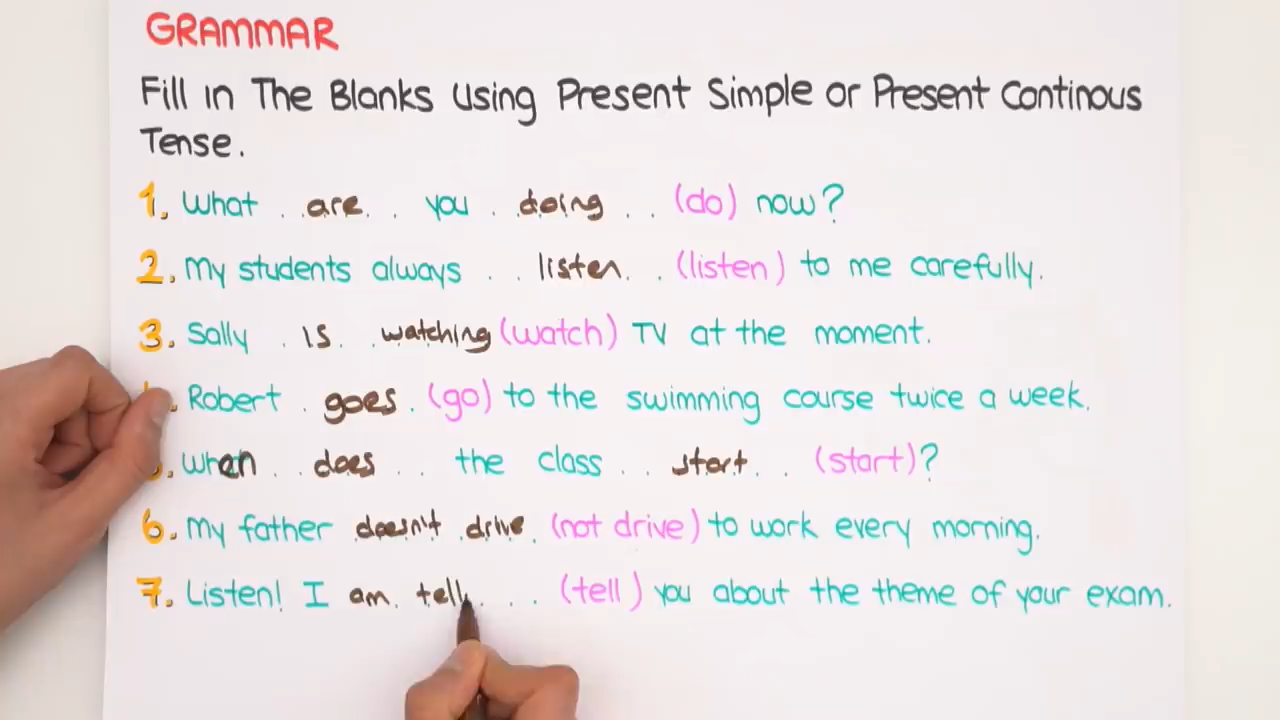 GRAMMAR
Fill in The Blanks Using Present Simple or Present Continous
Tense.
1. What . are . . you . doing . . (do) now?
2. My students always . . listen . . (listen) to me carefully.
3. Sally . is . . watching (watch) TV at the moment.
. Robert . goes . (go) to the swimming course twice a week.
. When . . does . . the class . . start . . (start)?
6. My father doesn't drive . (not drive) to work every morning.
7. Listen! I am . tell . . . (tell) you about the theme of your exam.